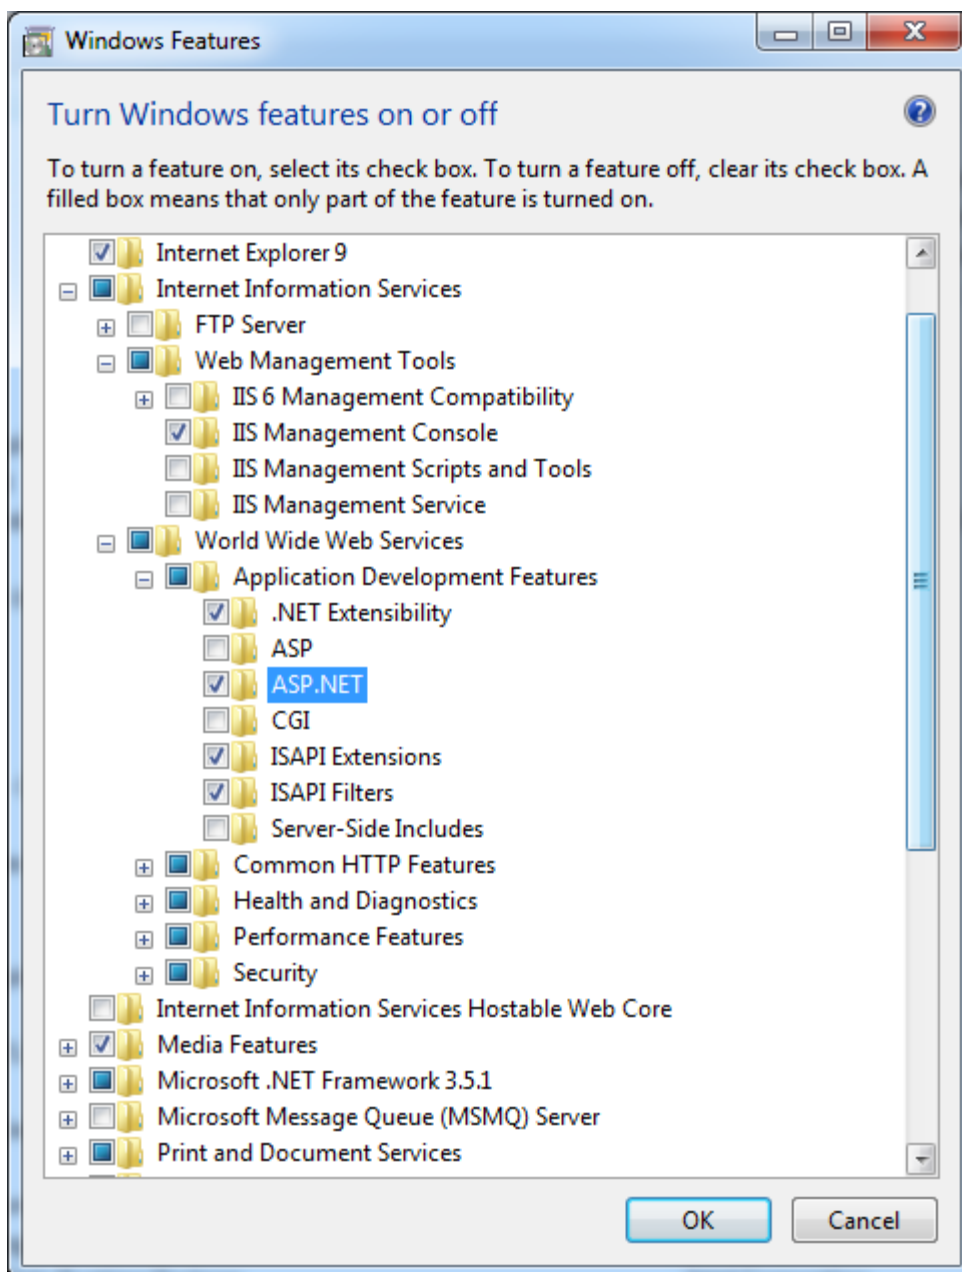 Windows Features
Turn Windows features on or off
To turn a feature on, select its check box. To turn a feature off, clear its check box. A
filled box means that only part of the feature is turned on.
Internet Explorer 9
Internet Information Services
FTP Server
Web Management Tools
IIS 6 Management Compatibility
IIS Management Console
IIS Management Scripts and Tools
IIS Management Service
World Wide Web Services
Application Development Features
.NET Extensibility
ASP
ASP.NET
CGI
ISAPI Extensions
ISAPI Filters
Server-Side Includes
Common HTTP Features
Health and Diagnostics
Performance Features
Security
Internet Information Services Hostable Web Core
Media Features
Microsoft .NET Framework 3.5.1
Microsoft Message Queue (MSMQ) Server
Print and Document Services
OK
Cancel